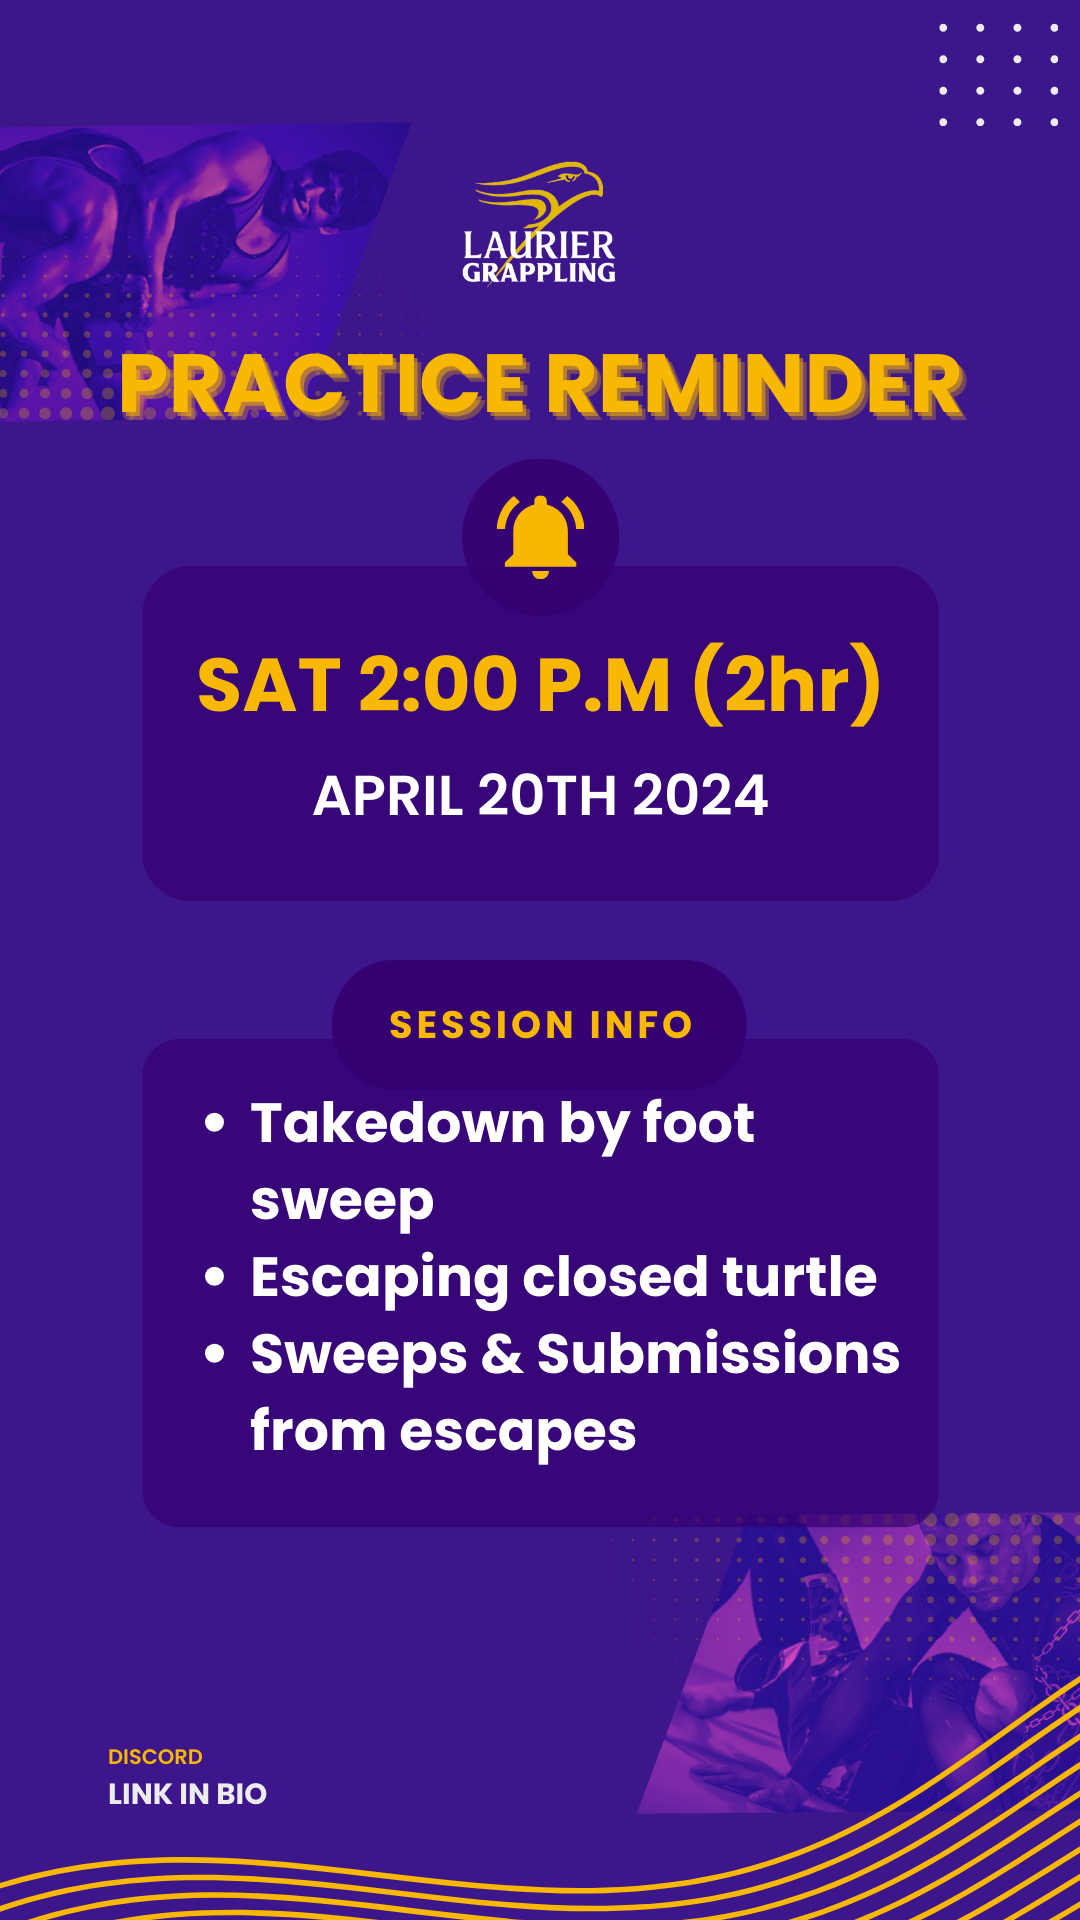 LAURIER
GRAPPLING
PRACTICE REMINDER
SAT 2:00 P.M (2hr)
APRIL 20TH 2024
SESSION INFO
• Takedown by foot
sweep
• Escaping closed turtle
• Sweeps & Submissions
from escapes
DISCORD
LINK IN BIO